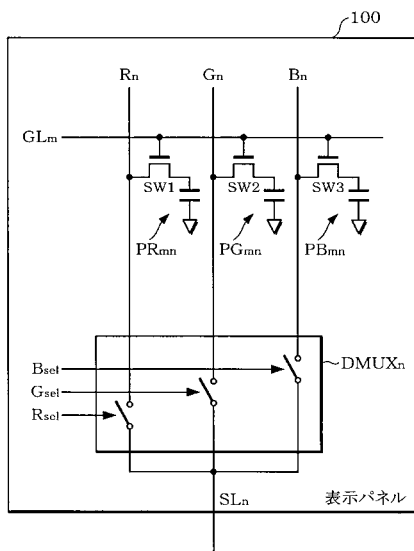 100
Rn Gn Bn
GLm
SW1 SW2 SW3
PRmn PGmn PBmn
DMUXn
Bsel
Gsel
Rsel
SLn
表示パネル